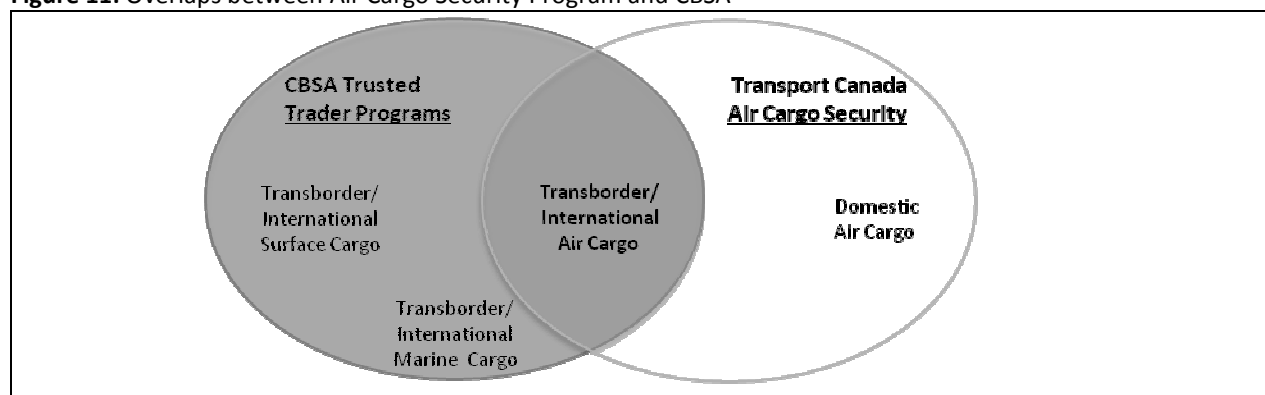 Figure 11: Overlaps between Air Cargo Security Program and CBSA
CBSA Trusted
Trader Programs
Transport Canada
Air Cargo Security
Transborder/
International
Surface Cargo
Transborder/
International
Air Cargo
Domestic
Air Cargo
Transborder/
International
Marine Cargo